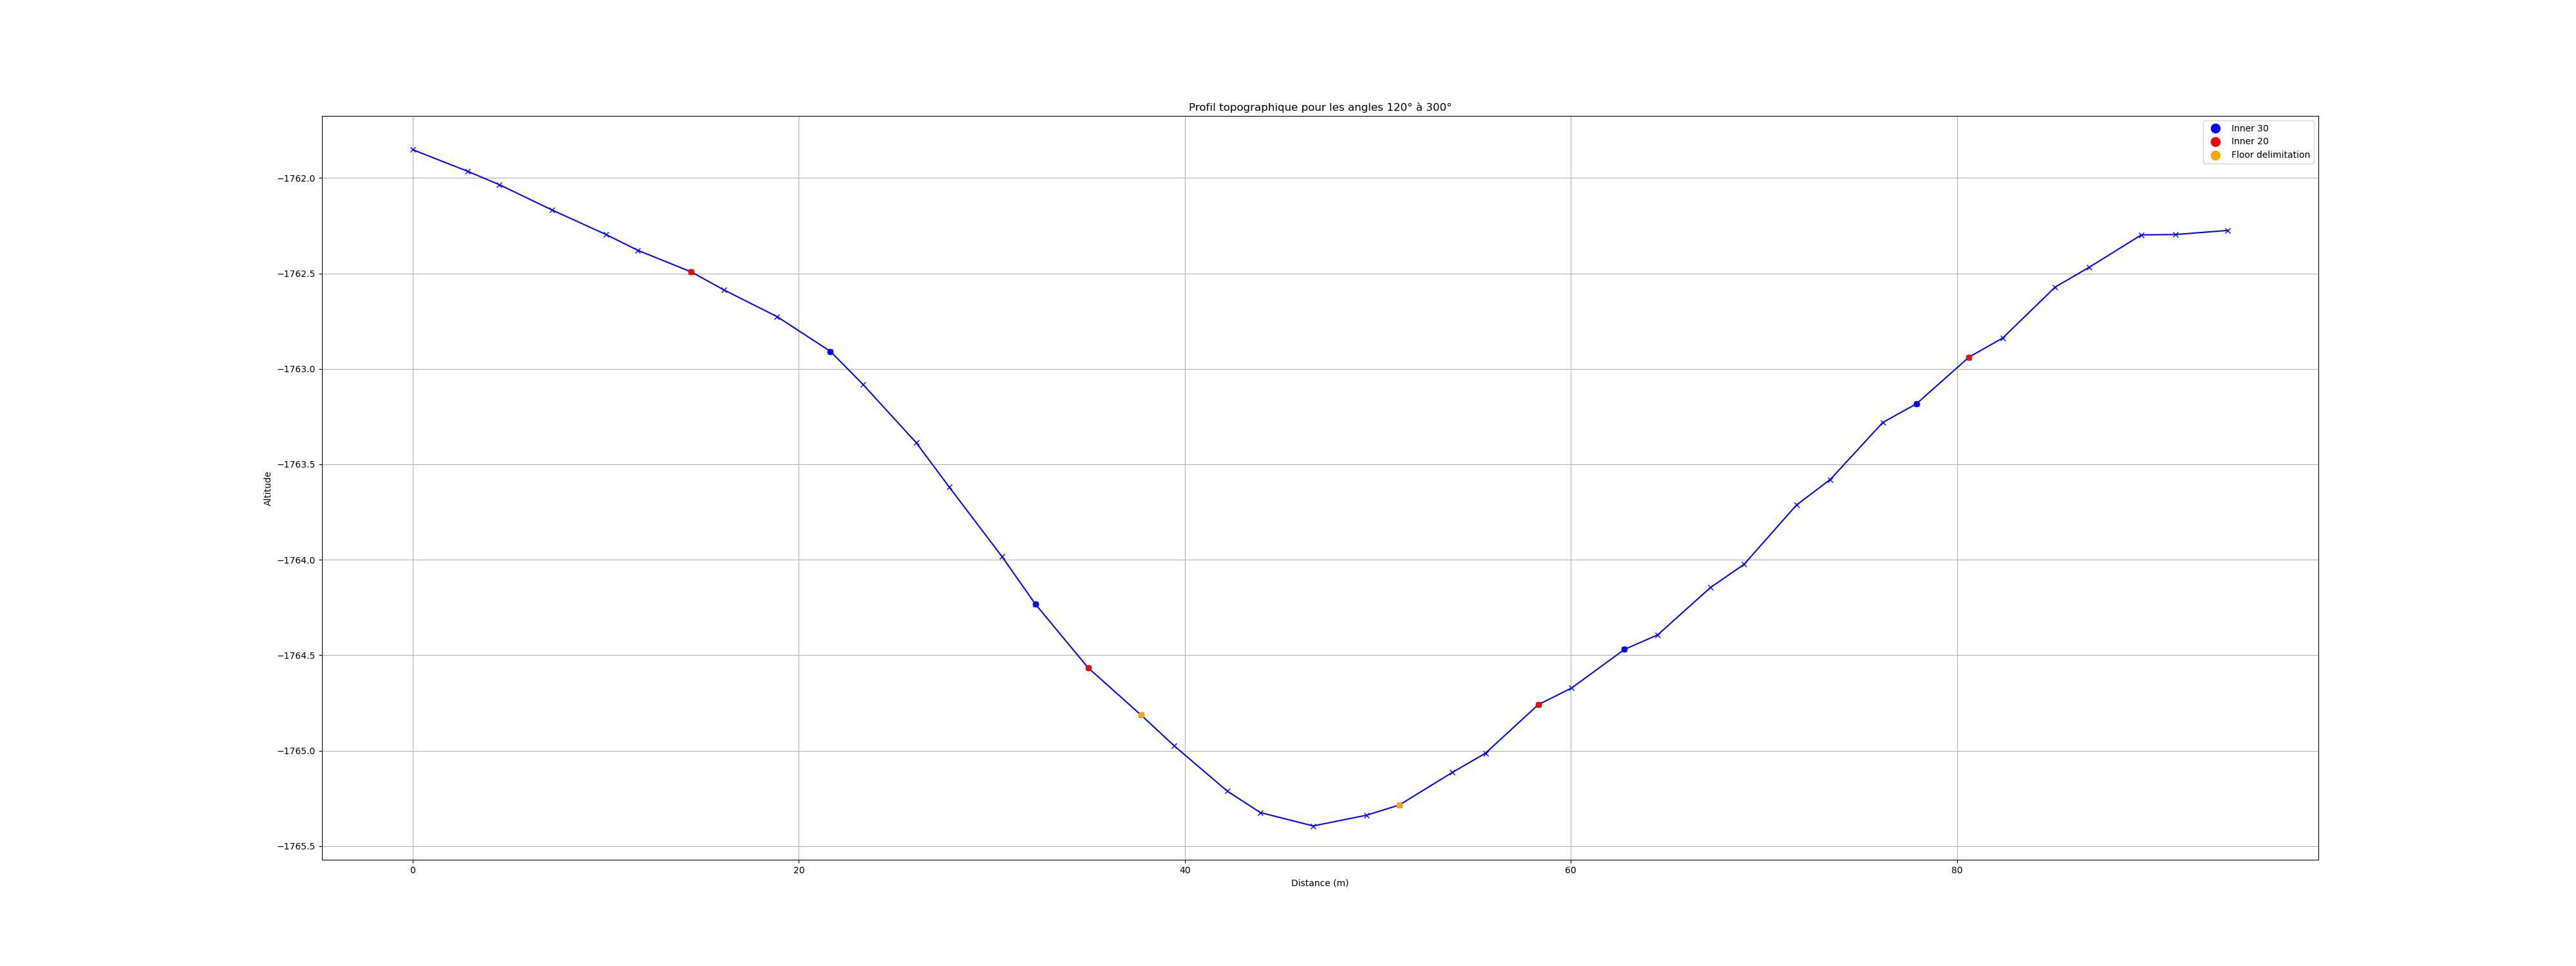 Profil topographique pour les angles 120° à 300°
Inner 30
Inner 20
Floor delimitation
Altitude
−1762.0
−1762.5
−1763.0
−1763.5
−1764.0
−1764.5
−1765.0
−1765.5
0 20 40 60 80
Distance (m)